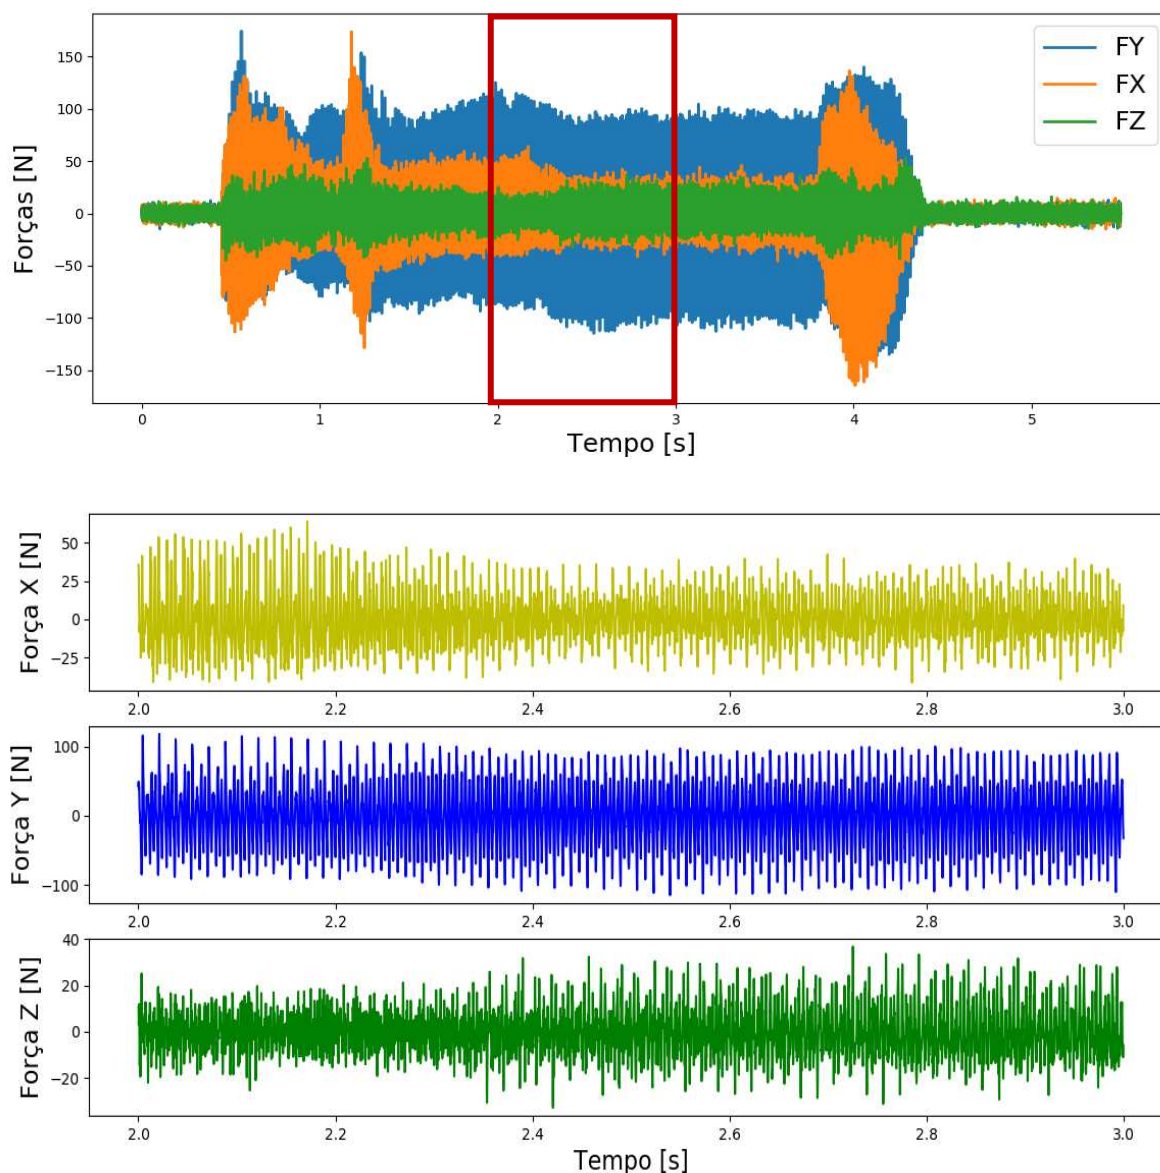 Forças [N]
150
100
50
0
−50
−100
−150
FY
FX
FZ
0 1 2 3 4 5
Tempo [s]
Força X [N]
50
25
0
−25
2.0 2.2 2.4 2.6 2.8 3.0
Força Y [N]
100
0
−100
2.0 2.2 2.4 2.6 2.8 3.0
Força Z [N]
40
20
0
−20
2.0 2.2 2.4 2.6 2.8 3.0
Tempo [s]